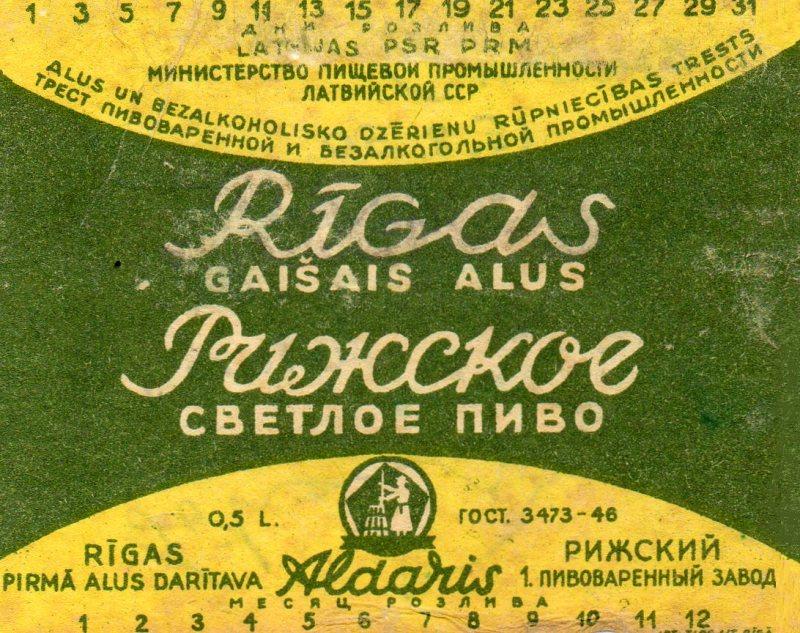 1 3 5 7 9 11 13 15 17 19 21 23 25 27 29 31
ДНИ РОЗЛИВА
LATVIJAS PSR PRM
МИНИСТЕРСТВО ПИЩЕВОЙ ПРОМЫШЛЕННОСТИ
ЛАТВИЙСКОЙ ССР
ALUS UN BEZALKOHOLISKO DZĒRIENU RŪPNIECĪBAS TRESTS
ТРЕСТ ПИВОВАРЕННОЙ И БЕЗАЛКОГОЛЬНОЙ ПРОМЫШЛЕННОСТИ
Rīgas
GAIŠAIS ALUS
Рижское
СВЕТЛОЕ ПИВО
0,5 L.
ГОСТ. 3473-46
RĪGAS
PIRMĀ ALUS DARĪTAVA
Aldaris
РИЖСКИЙ
1. ПИВОВАРЕННЫЙ ЗАВОД
МЕСЯЦ РОЗЛИВА
1 2 3 4 5 6 7 8 9 10 11 12